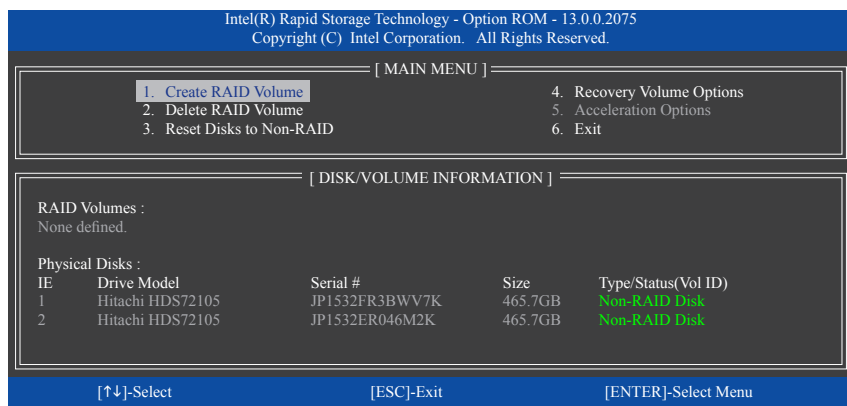 Intel(R) Rapid Storage Technology - Option ROM - 13.0.0.2075
Copyright (C) Intel Corporation. All Rights Reserved.
[ MAIN MENU ]
1. Create RAID Volume
2. Delete RAID Volume
3. Reset Disks to Non-RAID
4. Recovery Volume Options
5. Acceleration Options
6. Exit
[ DISK/VOLUME INFORMATION ]
RAID Volumes :
None defined.
Physical Disks :
IE Drive Model Serial # Size Type/Status(Vol ID)
1 Hitachi HDS72105 JP1532FR3BWV7K 465.7GB Non-RAID Disk
2 Hitachi HDS72105 JP1532ER046M2K 465.7GB Non-RAID Disk
[↑↓]-Select [ESC]-Exit [ENTER]-Select Menu